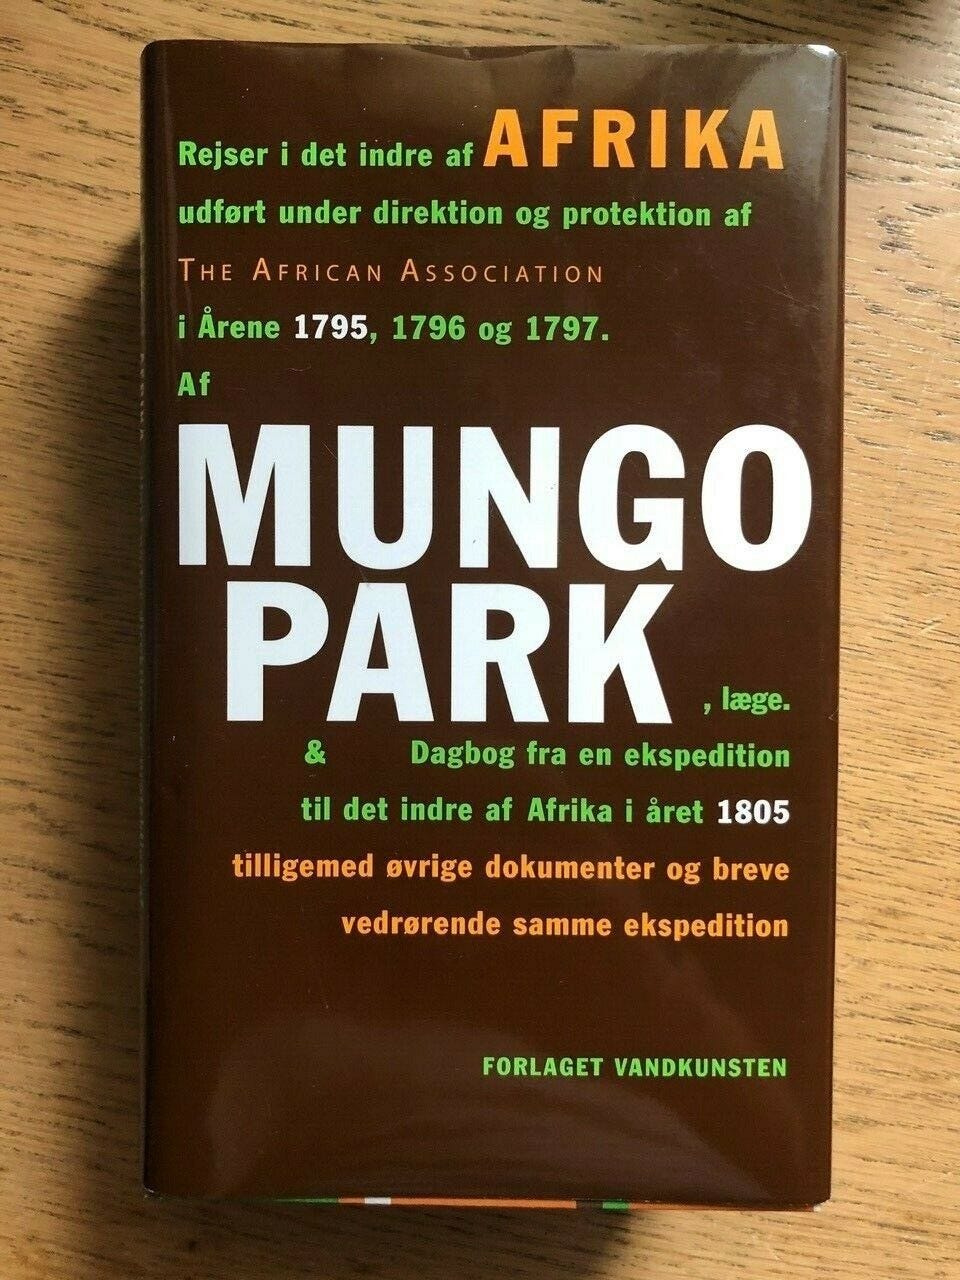 Rejser i det indre af AFRIKA
udført under direktion og protektion af
THE AFRICAN ASSOCIATION
i Årene 1795, 1796 og 1797.
Af
MUNGO
PARK, læge.
& Dagbog fra en ekspedition
til det indre af Afrika i året 1805
tilligemed øvrige dokumenter og breve
vedrørende samme ekspedition
FORLAGET VANDKUNSTEN